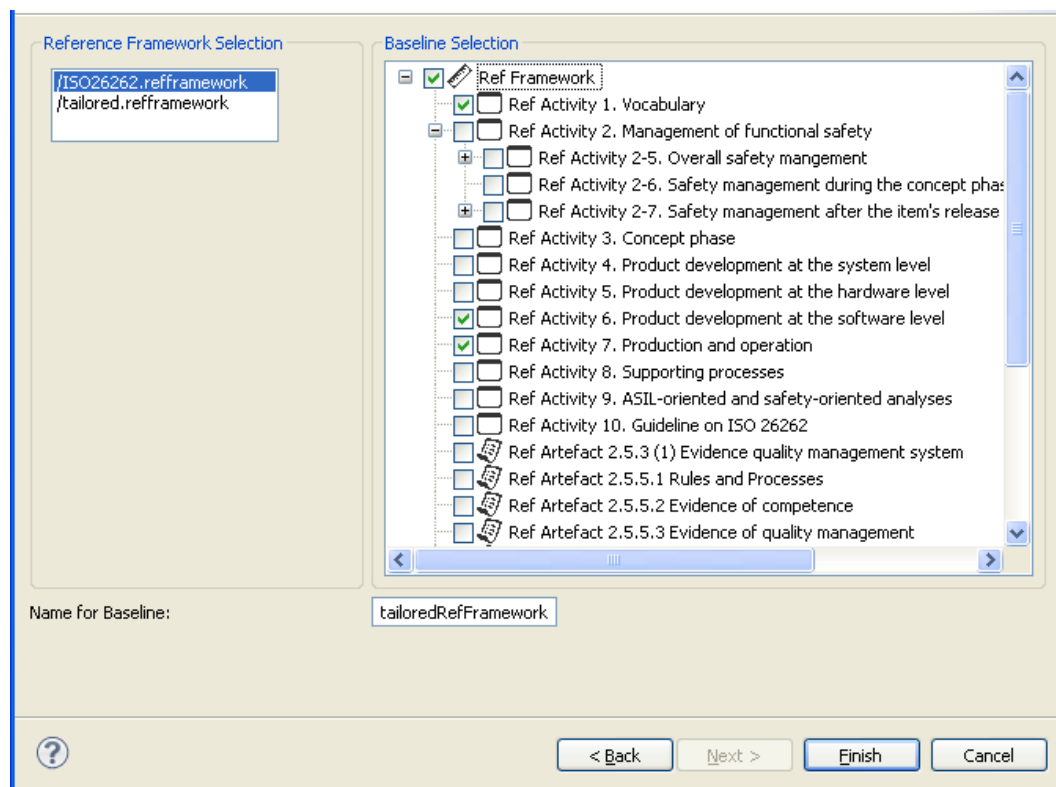 Reference Framework Selection
/ISO26262.refframework
/tailored.refframework
Baseline Selection
Ref Framework
Ref Activity 1. Vocabulary
Ref Activity 2. Management of functional safety
Ref Activity 2-5. Overall safety mangement
Ref Activity 2-6. Safety management during the concept phas
Ref Activity 2-7. Safety management after the item's release
Ref Activity 3. Concept phase
Ref Activity 4. Product development at the system level
Ref Activity 5. Product development at the hardware level
Ref Activity 6. Product development at the software level
Ref Activity 7. Production and operation
Ref Activity 8. Supporting processes
Ref Activity 9. ASIL-oriented and safety-oriented analyses
Ref Activity 10. Guideline on ISO 26262
Ref Artefact 2.5.3 (1) Evidence quality management system
Ref Artefact 2.5.5.1 Rules and Processes
Ref Artefact 2.5.5.2 Evidence of competence
Ref Artefact 2.5.5.3 Evidence of quality management
Name for Baseline: tailoredRefFramework
? < Back Next > Finish Cancel